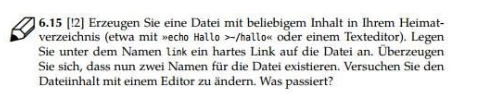 6.15 [!2] Erzeugen Sie eine Datei mit beliebigem Inhalt in Ihrem Heimat-
verzeichnis (etwa mit »echo Hallo >~/hallo« oder einem Texteditor). Legen
Sie unter dem Namen link ein hartes Link auf die Datei an. Überzeugen
Sie sich, dass nun zwei Namen für die Datei existieren. Versuchen Sie den
Dateiinhalt mit einem Editor zu ändern. Was passiert?